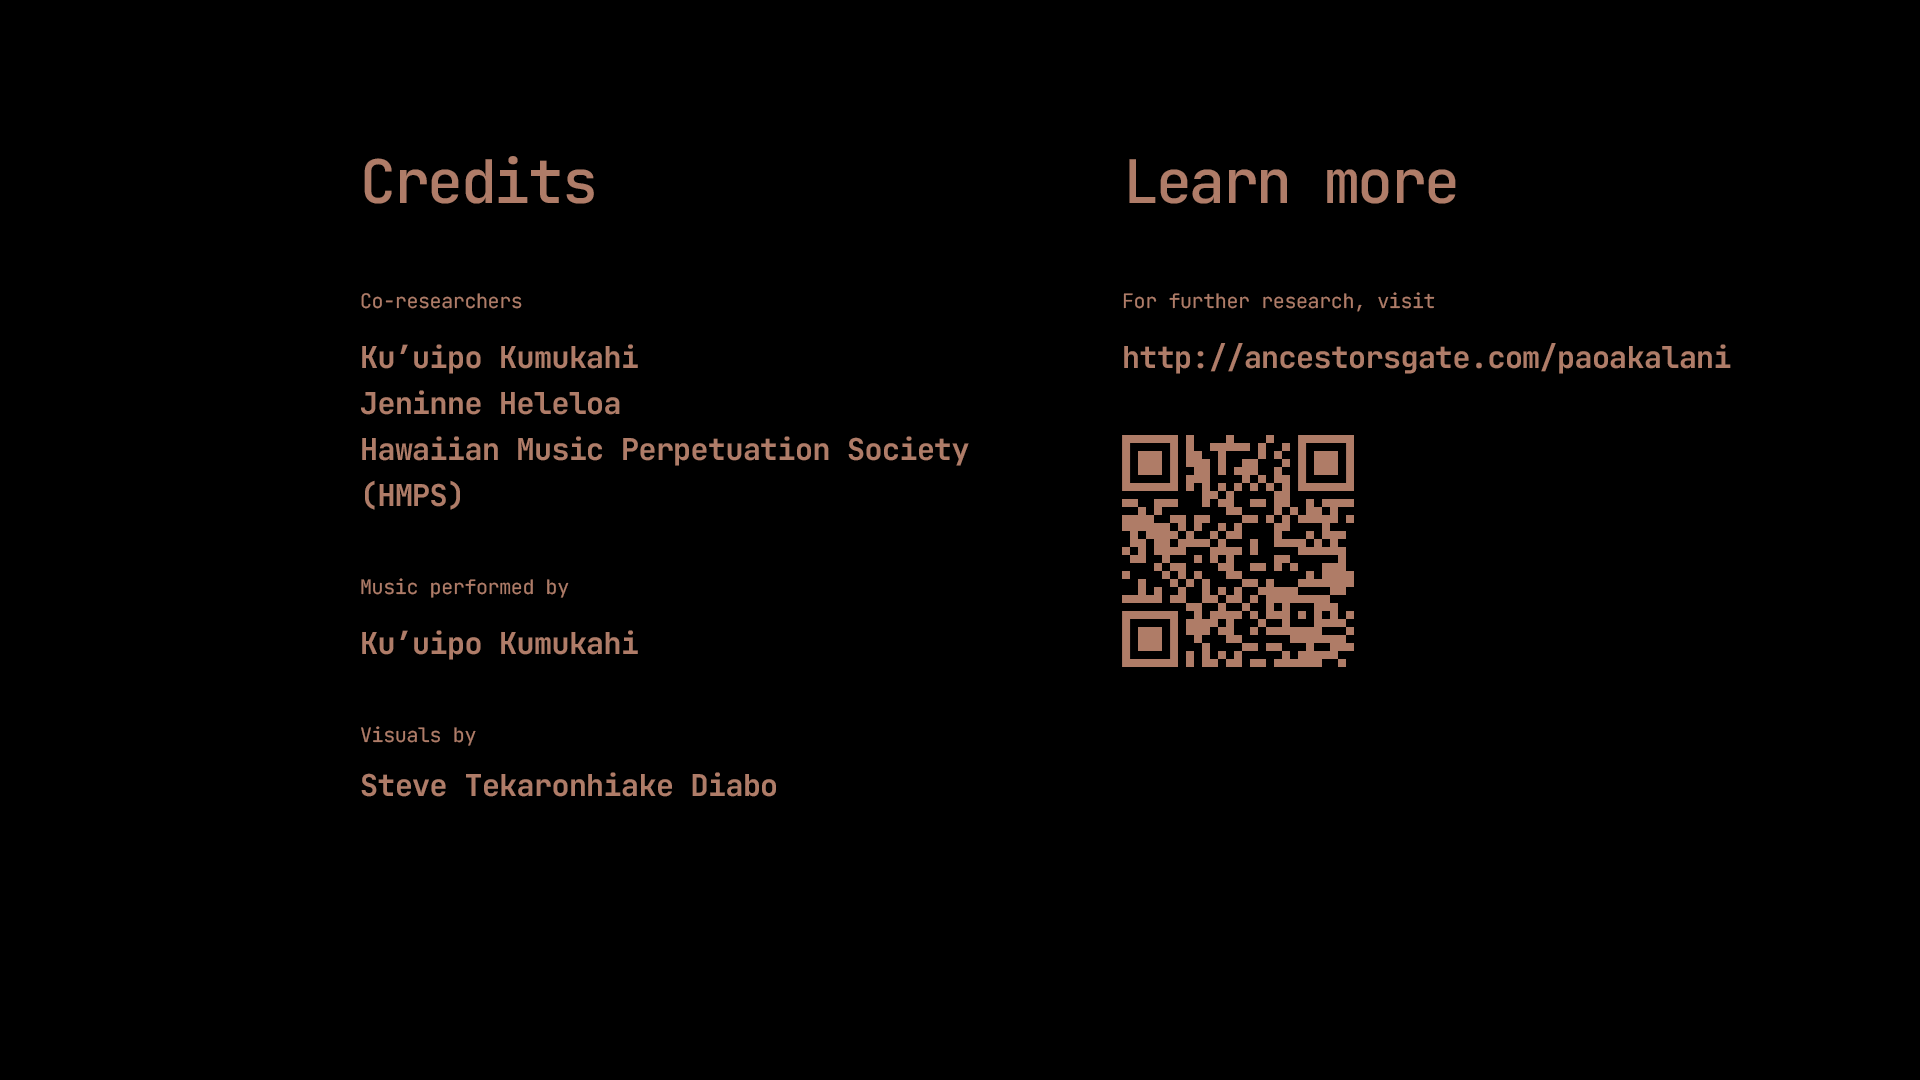 Credits
Co-researchers
Ku’uipo Kumukahi
Jeninne Heleloa
Hawaiian Music Perpetuation Society
(HMPS)
Music performed by
Ku’uipo Kumukahi
Visuals by
Steve Tekaronhiake Diabo
Learn more
For further research, visit
http://ancestorsgate.com/paoakalani